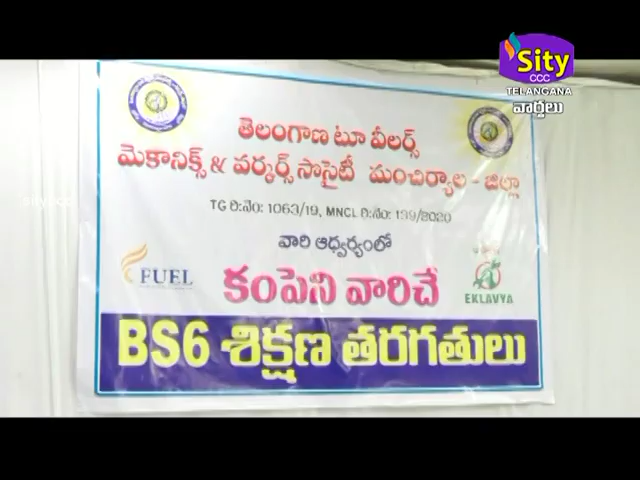 Sity
CCC
TELANGANA
వార్తలు
తెలంగాణ టూ వీలర్స్
మెకానిక్స్ & వర్కర్స్ సొసైటీ మంచిర్యాల - జిల్లా
TG రి.నెం: 1063/19, MNCL రి.నెం: 139/2020
వారి ఆధ్వర్యంలో
FUEL
కంపెని వారిచే
EKLAVYA
BS6 శిక్షణ తరగతులు